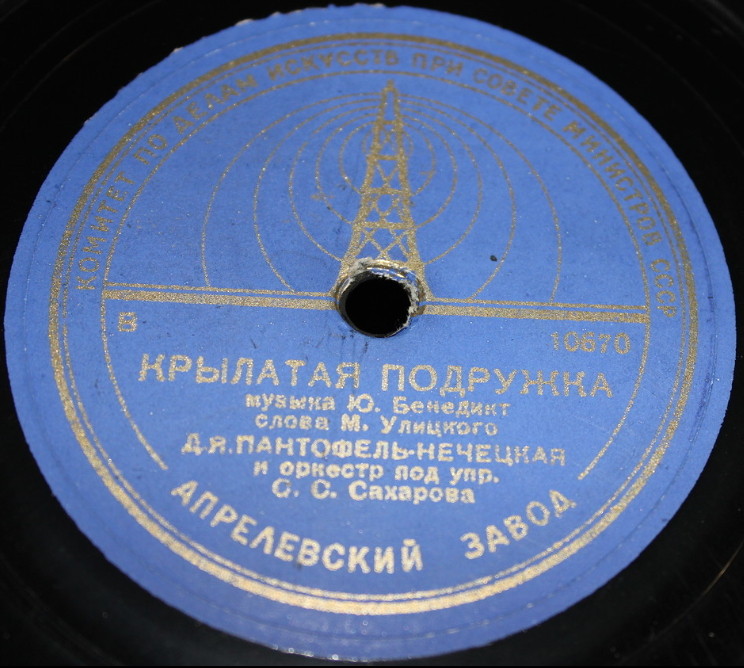 КОМИТЕТ ПО ДЕЛАМ ИСКУССТВ ПРИ СОВЕТЕ МИНИСТРОВ СССР
В 10670
КРЫЛАТАЯ ПОДРУЖКА
музыка Ю. Бенедикт
слова М. Улицкого
Д.Я.ПАНТОФЕЛЬ-НЕЧЕЦКАЯ
и оркестр под упр.
С. С. Сахарова
АПРЕЛЕВСКИЙ ЗАВОД